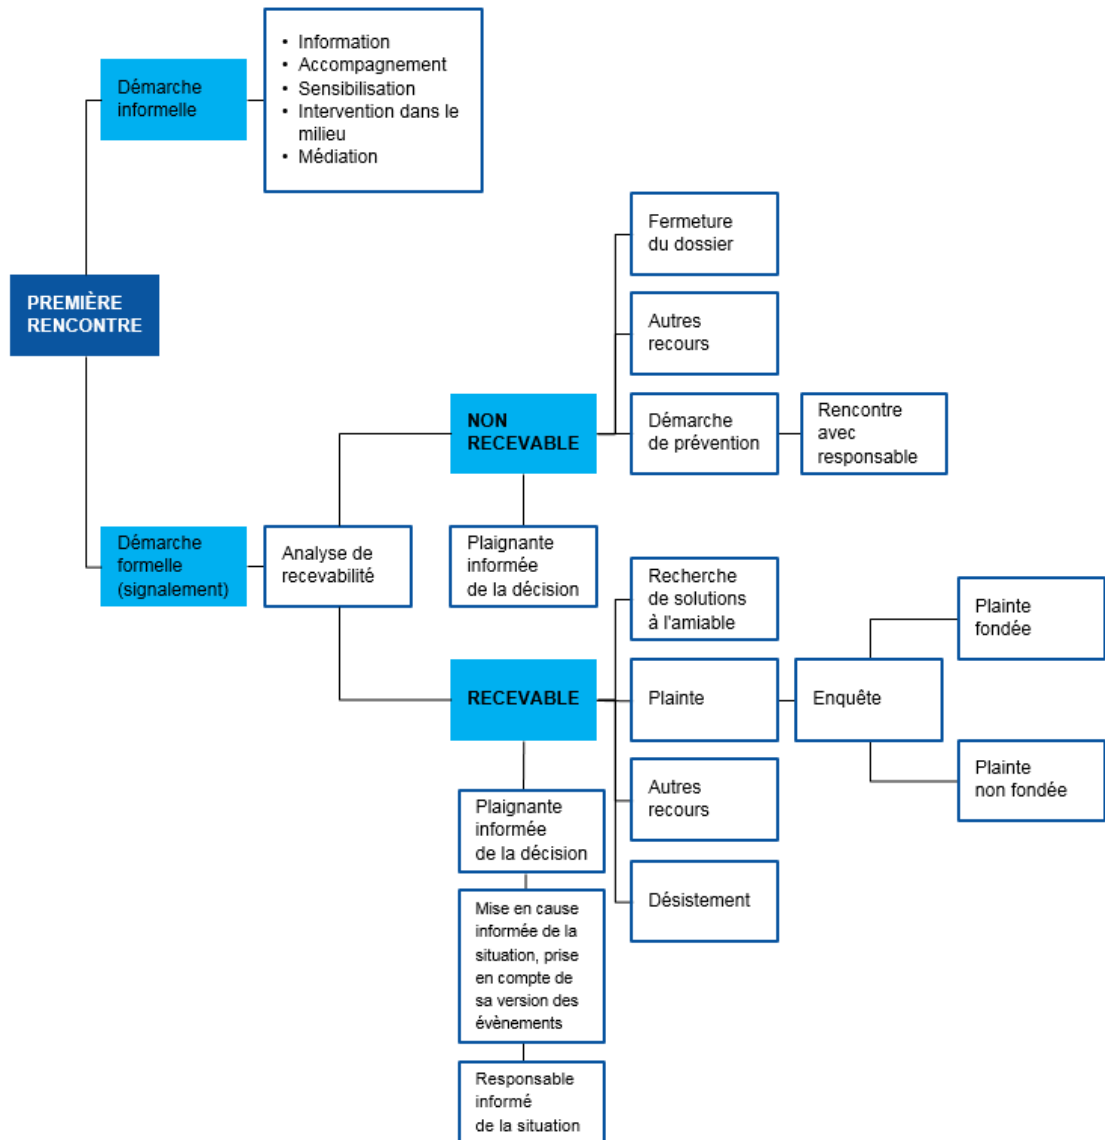 • Information
• Accompagnement
• Sensibilisation
• Intervention dans le
milieu
• Médiation
Démarche
informelle
PREMIÈRE
RENCONTRE
Démarche
formelle
(signalement)
Analyse de
recevabilité
NON
RECEVABLE
Fermeture
du dossier
Autres
recours
Démarche
de prévention
Rencontre
avec
responsable
Plaignante
informée
de la décision
RECEVABLE
Recherche
de solutions
à l'amiable
Plainte
Enquête
Plainte
fondée
Plainte
non fondée
Autres
recours
Désistement
Plaignante
informée
de la décision
Mise en cause
informée de la
situation, prise
en compte de
sa version des
évènements
Responsable
informé
de la situation